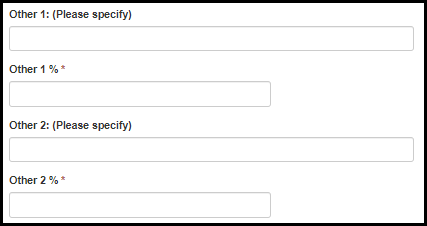 Other 1: (Please specify)
Other 1 % *
Other 2: (Please specify)
Other 2 % *